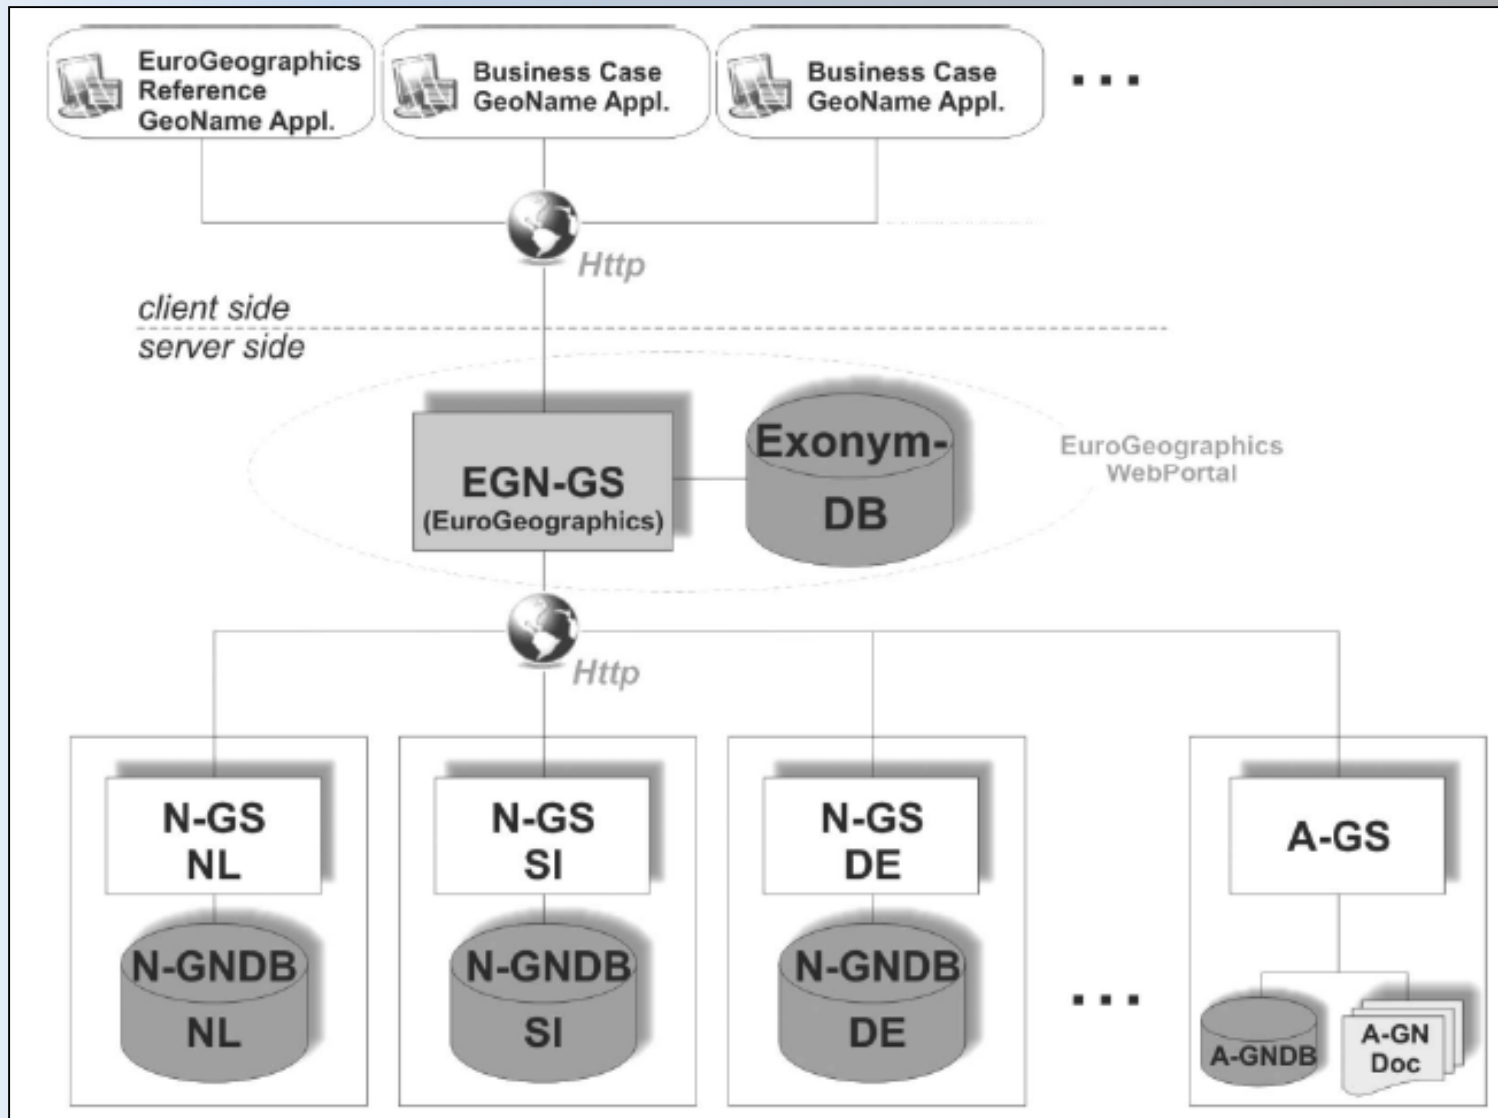 EuroGeographics
Reference
GeoName Appl.
Business Case
GeoName Appl.
Business Case
GeoName Appl.
...
Http
client side
server side
EGN-GS
(EuroGeographics)
Exonym-
DB
EuroGeographics
WebPortal
Http
N-GS
NL
N-GS
SI
N-GS
DE
A-GS
N-GNDB
NL
N-GNDB
SI
N-GNDB
DE
...
A-GNDB
A-GN
Doc